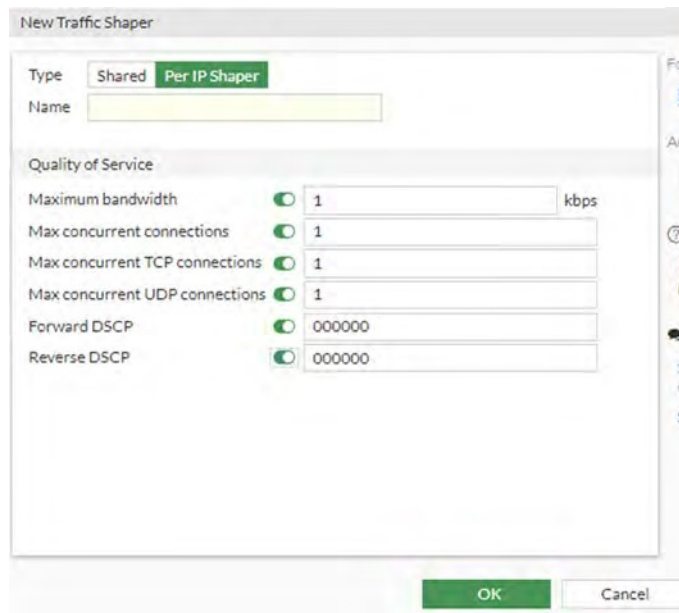 New Traffic Shaper
Type Shared Per IP Shaper
Name
Quality of Service
Maximum bandwidth 1 kbps
Max concurrent connections 1
Max concurrent TCP connections 1
Max concurrent UDP connections 1
Forward DSCP 000000
Reverse DSCP 000000
OK Cancel